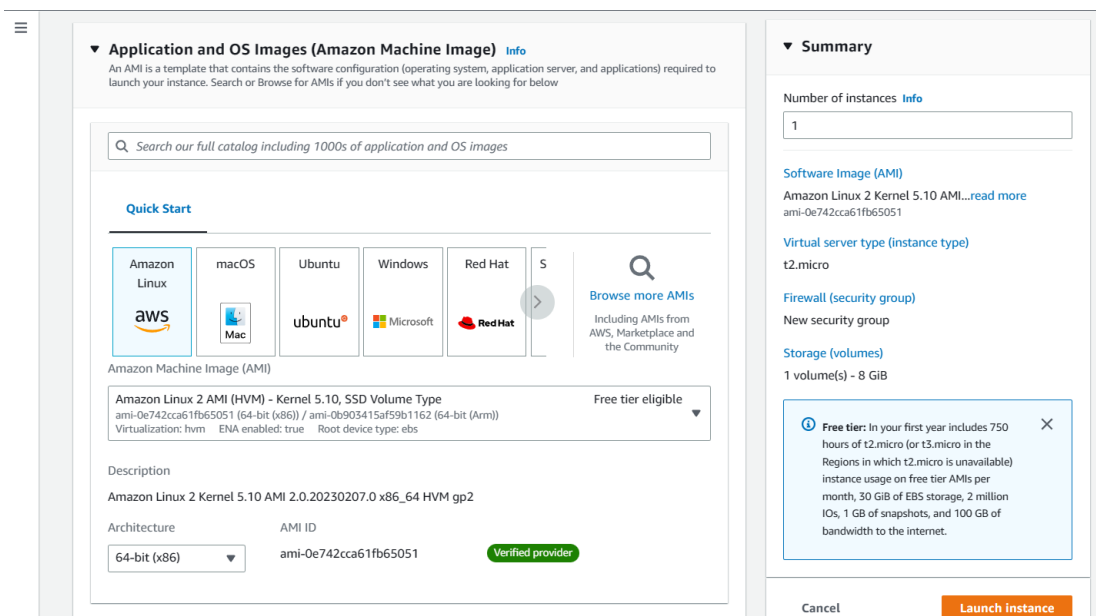 Application and OS Images (Amazon Machine Image) Info
An AMI is a template that contains the software configuration (operating system, application server, and applications) required to
launch your instance. Search or Browse for AMIs if you don't see what you are looking for below
Search our full catalog including 1000s of application and OS images
Quick Start
Amazon
Linux
aws
macOS
Mac
Ubuntu
ubuntu
Windows
Microsoft
Red Hat
Red Hat
S
Browse more AMIs
Including AMIs from
AWS, Marketplace and
the Community
Amazon Machine Image (AMI)
Amazon Linux 2 AMI (HVM) - Kernel 5.10, SSD Volume Type
Free tier eligible
ami-0e742cca61fb65051 (64-bit (x86)) / ami-0b903415af59b1162 (64-bit (Arm))
Virtualization: hvm ENA enabled: true Root device type: ebs
Description
Amazon Linux 2 Kernel 5.10 AMI 2.0.20230207.0 x86_64 HVM gp2
Architecture
AMI ID
64-bit (x86)
ami-0e742cca61fb65051
Verified provider
Summary
Number of instances Info
1
Software Image (AMI)
Amazon Linux 2 Kernel 5.10 AMI...read more
ami-0e742cca61fb65051
Virtual server type (instance type)
t2.micro
Firewall (security group)
New security group
Storage (volumes)
1 volume(s) - 8 GiB
Free tier: In your first year includes 750
hours of t2.micro (or t3.micro in the
Regions in which t2.micro is unavailable)
instance usage on free tier AMIs per
month, 30 GiB of EBS storage, 2 million
IOs, 1 GB of snapshots, and 100 GB of
bandwidth to the internet.
Cancel
Launch instance